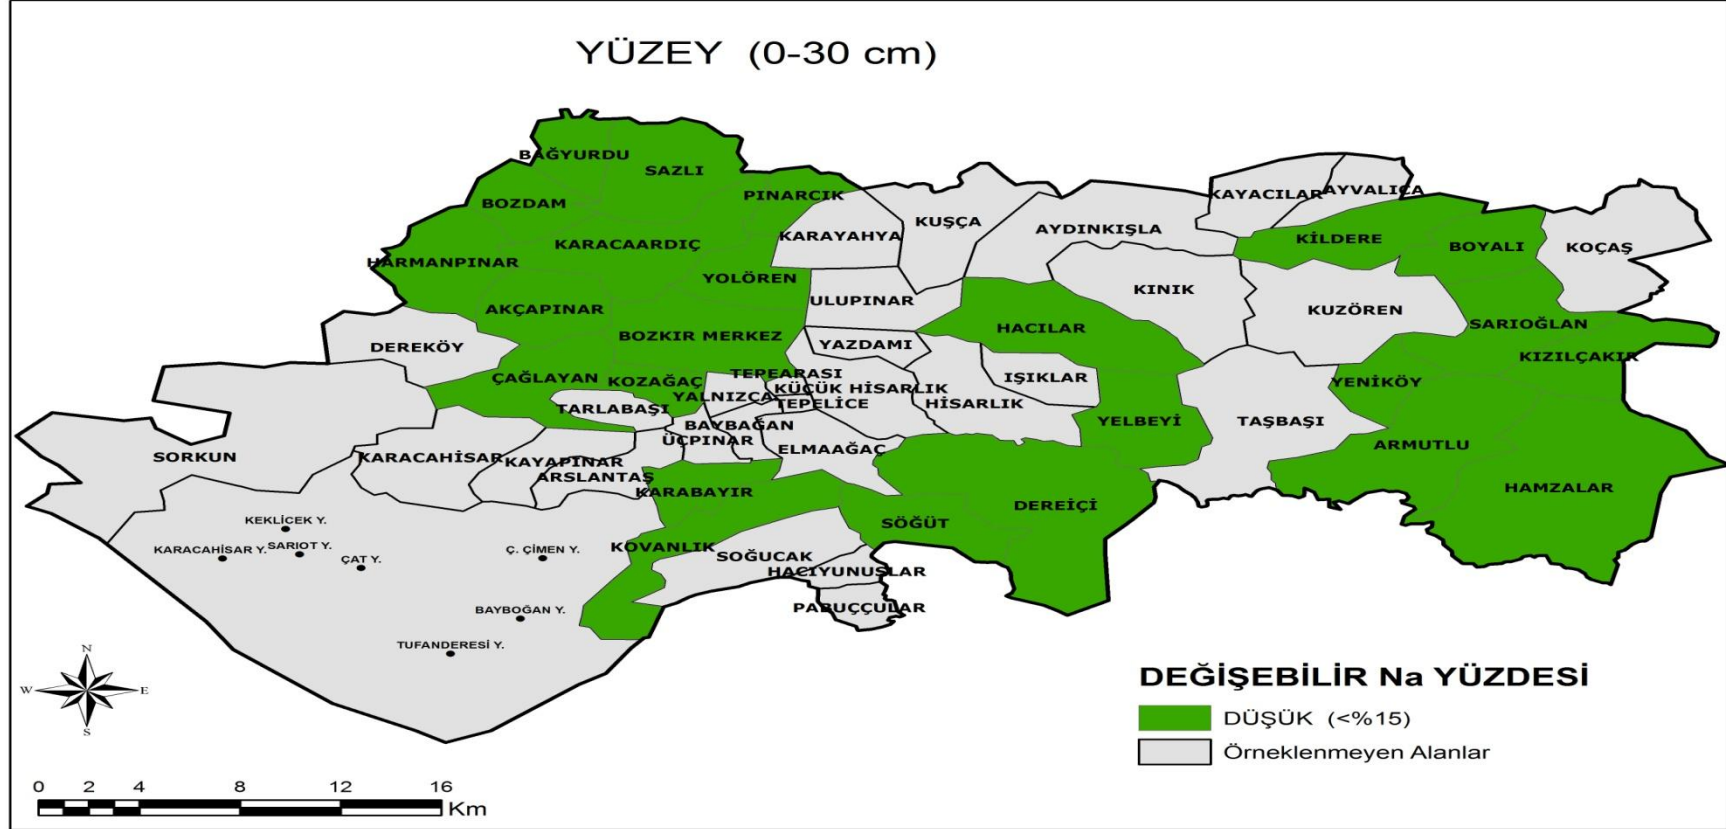 YÜZEY (0-30 cm)
BAĞYURDU
SAZLI
PINARCIK
BOZDAM
KARACAARDIÇ
HARMANPINAR
YOLÖREN
AKÇAPINAR
BOZKIR MERKEZ
DEREKÖY
ÇAĞLAYAN
KOZAĞAÇ
TARLABAŞI
KARAYAHYA
KUŞÇA
ULUPINAR
YAZDAMI
TEPEARASI
YALNIZCA
KÜÇÜK HİSARLIK
TEPELİCE
BAYBAĞAN
ÜÇPINAR
ELMAAĞAÇ
HİSARLIK
IŞIKLAR
HACILAR
AYDINKIŞLA
KINIK
KAYACILAR
AYVALICA
KİLDERE
BOYALI
KOÇAŞ
KUZÖREN
SARIOĞLAN
KIZILÇAKIR
YENİKÖY
TAŞBAŞI
YELBEYİ
ARMUTLU
HAMZALAR
DEREİÇİ
SÖĞÜT
SORKUN
KARACAHİSAR
KAYAPINAR
ARSLANTAŞ
KARABAYIR
KOVANLIK
SOĞUCAK
HACIYUNUSLAR
PABUÇÇULAR
KEKLİCEK Y.
KARACAHİSAR Y.
SARIOT Y.
ÇAT Y.
Ç. ÇİMEN Y.
BAYBOĞAN Y.
TUFANDERESİ Y.
N
W
E
S
0 2 4 8 12 16
Km
DEĞİŞEBİLİR Na YÜZDESİ
DÜŞÜK (<%15)
Örneklenmeyen Alanlar